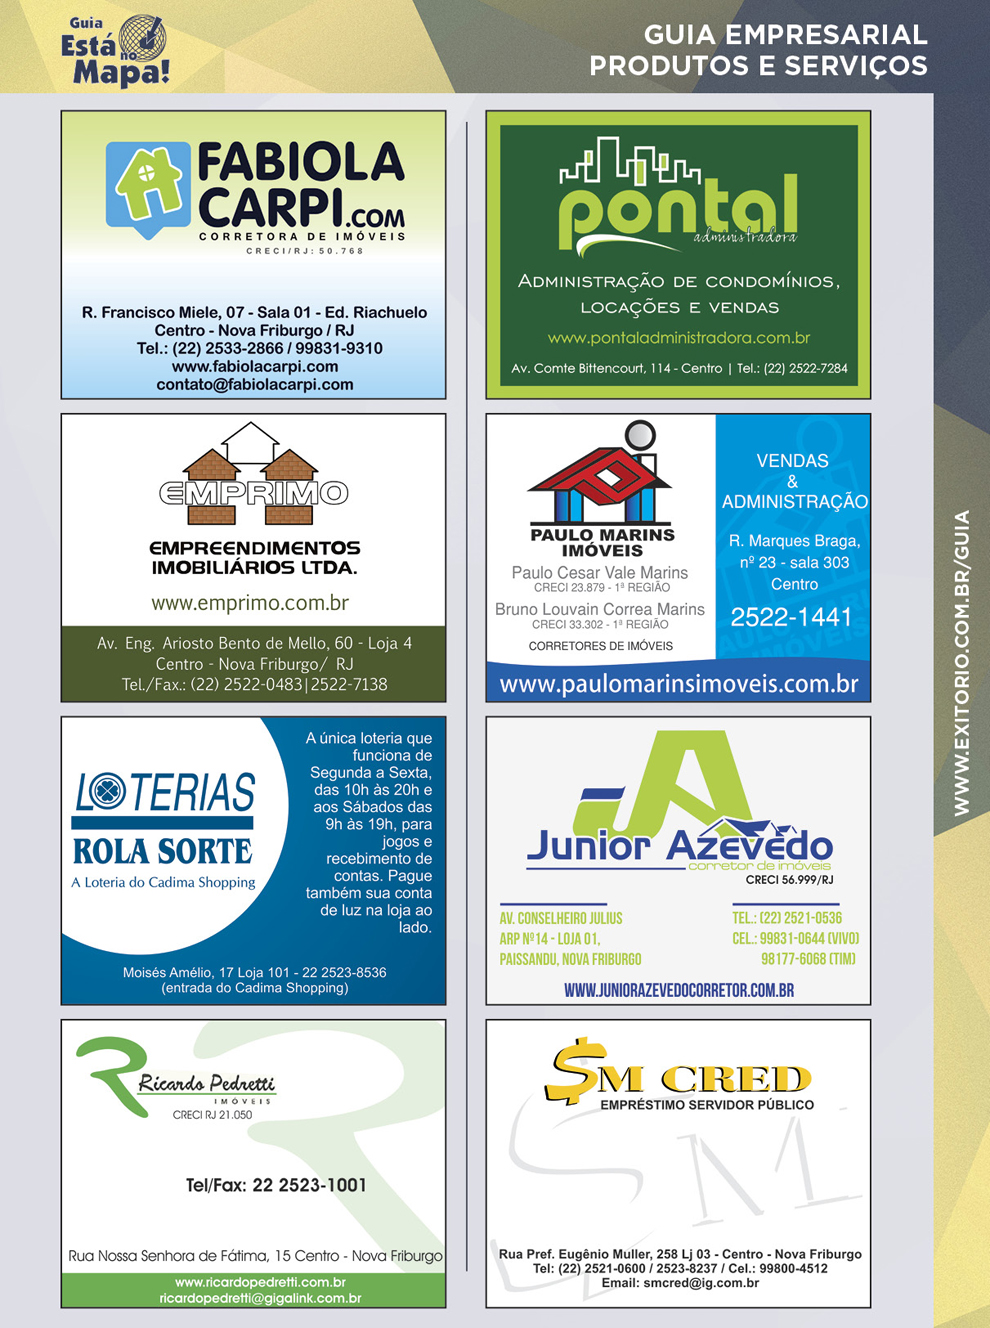 Guia
Está
no
Mapa!
GUIA EMPRESARIAL
PRODUTOS E SERVIÇOS
FABIOLA
CARPI.COM
CORRETORA DE IMÓVEIS
CRECI/RJ: 50.768
R. Francisco Miele, 07 - Sala 01 - Ed. Riachuelo
Centro - Nova Friburgo / RJ
Tel.: (22) 2533-2866 / 99831-9310
www.fabiolacarpi.com
contato@fabiolacarpi.com
pontal
administradora
ADMINISTRAÇÃO DE CONDOMÍNIOS,
LOCAÇÕES E VENDAS
www.pontaladministradora.com.br
Av. Comte Bittencourt, 114 - Centro | Tel.: (22) 2522-7284
EMPRIMO
EMPREENDIMENTOS
IMOBILIÁRIOS LTDA.
www.emprimo.com.br
Av. Eng. Ariosto Bento de Mello, 60 - Loja 4
Centro - Nova Friburgo/ RJ
Tel./Fax.: (22) 2522-0483|2522-7138
PAULO MARINS
IMÓVEIS
Paulo Cesar Vale Marins
CRECI 23.879 - 1ª REGIÃO
Bruno Louvain Correa Marins
CRECI 33.302 - 1ª REGIÃO
CORRETORES DE IMÓVEIS
VENDAS
&
ADMINISTRAÇÃO
R. Marques Braga,
nº 23 - sala 303
Centro
2522-1441
www.paulomarinsimoveis.com.br
LOTERIAS
ROLA SORTE
A Loteria do Cadima Shopping
A única loteria que
funciona de
Segunda a Sexta,
das 10h às 20h e
aos Sábados das
9h às 19h, para
jogos e
recebimento de
contas. Pague
também sua conta
de luz na loja ao
lado.
Moisés Amélio, 17 Loja 101 - 22 2523-8536
(entrada do Cadima Shopping)
JUNIOR AZEVEDO
corretor de imóveis
CRECI 56.999/RJ
AV. CONSELHEIRO JULIUS
ARP Nº14 - LOJA 01,
PAISSANDU, NOVA FRIBURGO
TEL.: (22) 2521-0536
CEL.: 99831-0644 (VIVO)
98177-6068 (TIM)
WWW.JUNIORAZEVEDOCORRETOR.COM.BR
Ricardo Pedretti
IMÓVEIS
CRECI RJ 21.050
Tel/Fax: 22 2523-1001
Rua Nossa Senhora de Fátima, 15 Centro - Nova Friburgo
www.ricardopedretti.com.br
ricardopedretti@gigalink.com.br
$M CRED
EMPRÉSTIMO SERVIDOR PÚBLICO
Rua Pref. Eugênio Muller, 258 Lj 03 - Centro - Nova Friburgo
Tel: (22) 2521-0600 / 2523-8237 / Cel.: 99800-4512
Email: smcred@ig.com.br
WWW.EXITORIO.COM.BR/GUIA